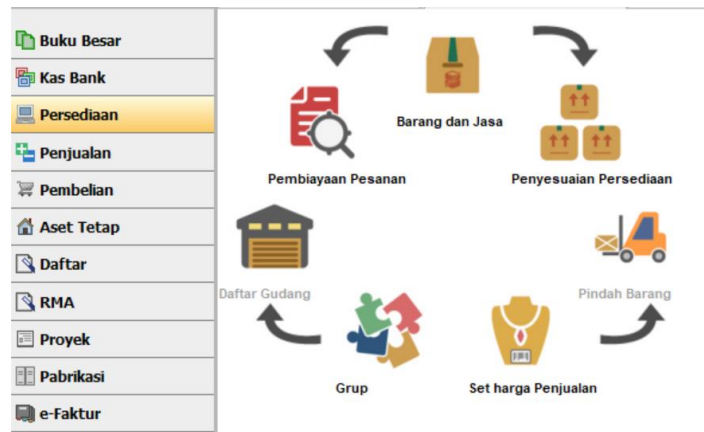 Buku Besar
Kas Bank
Persediaan
Penjualan
Pembelian
Aset Tetap
Daftar
RMA
Proyek
Pabrikasi
e-Faktur
Barang dan Jasa
Pembiayaan Pesanan
Penyesuaian Persediaan
Daftar Gudang
Pindah Barang
Grup
Set harga Penjualan